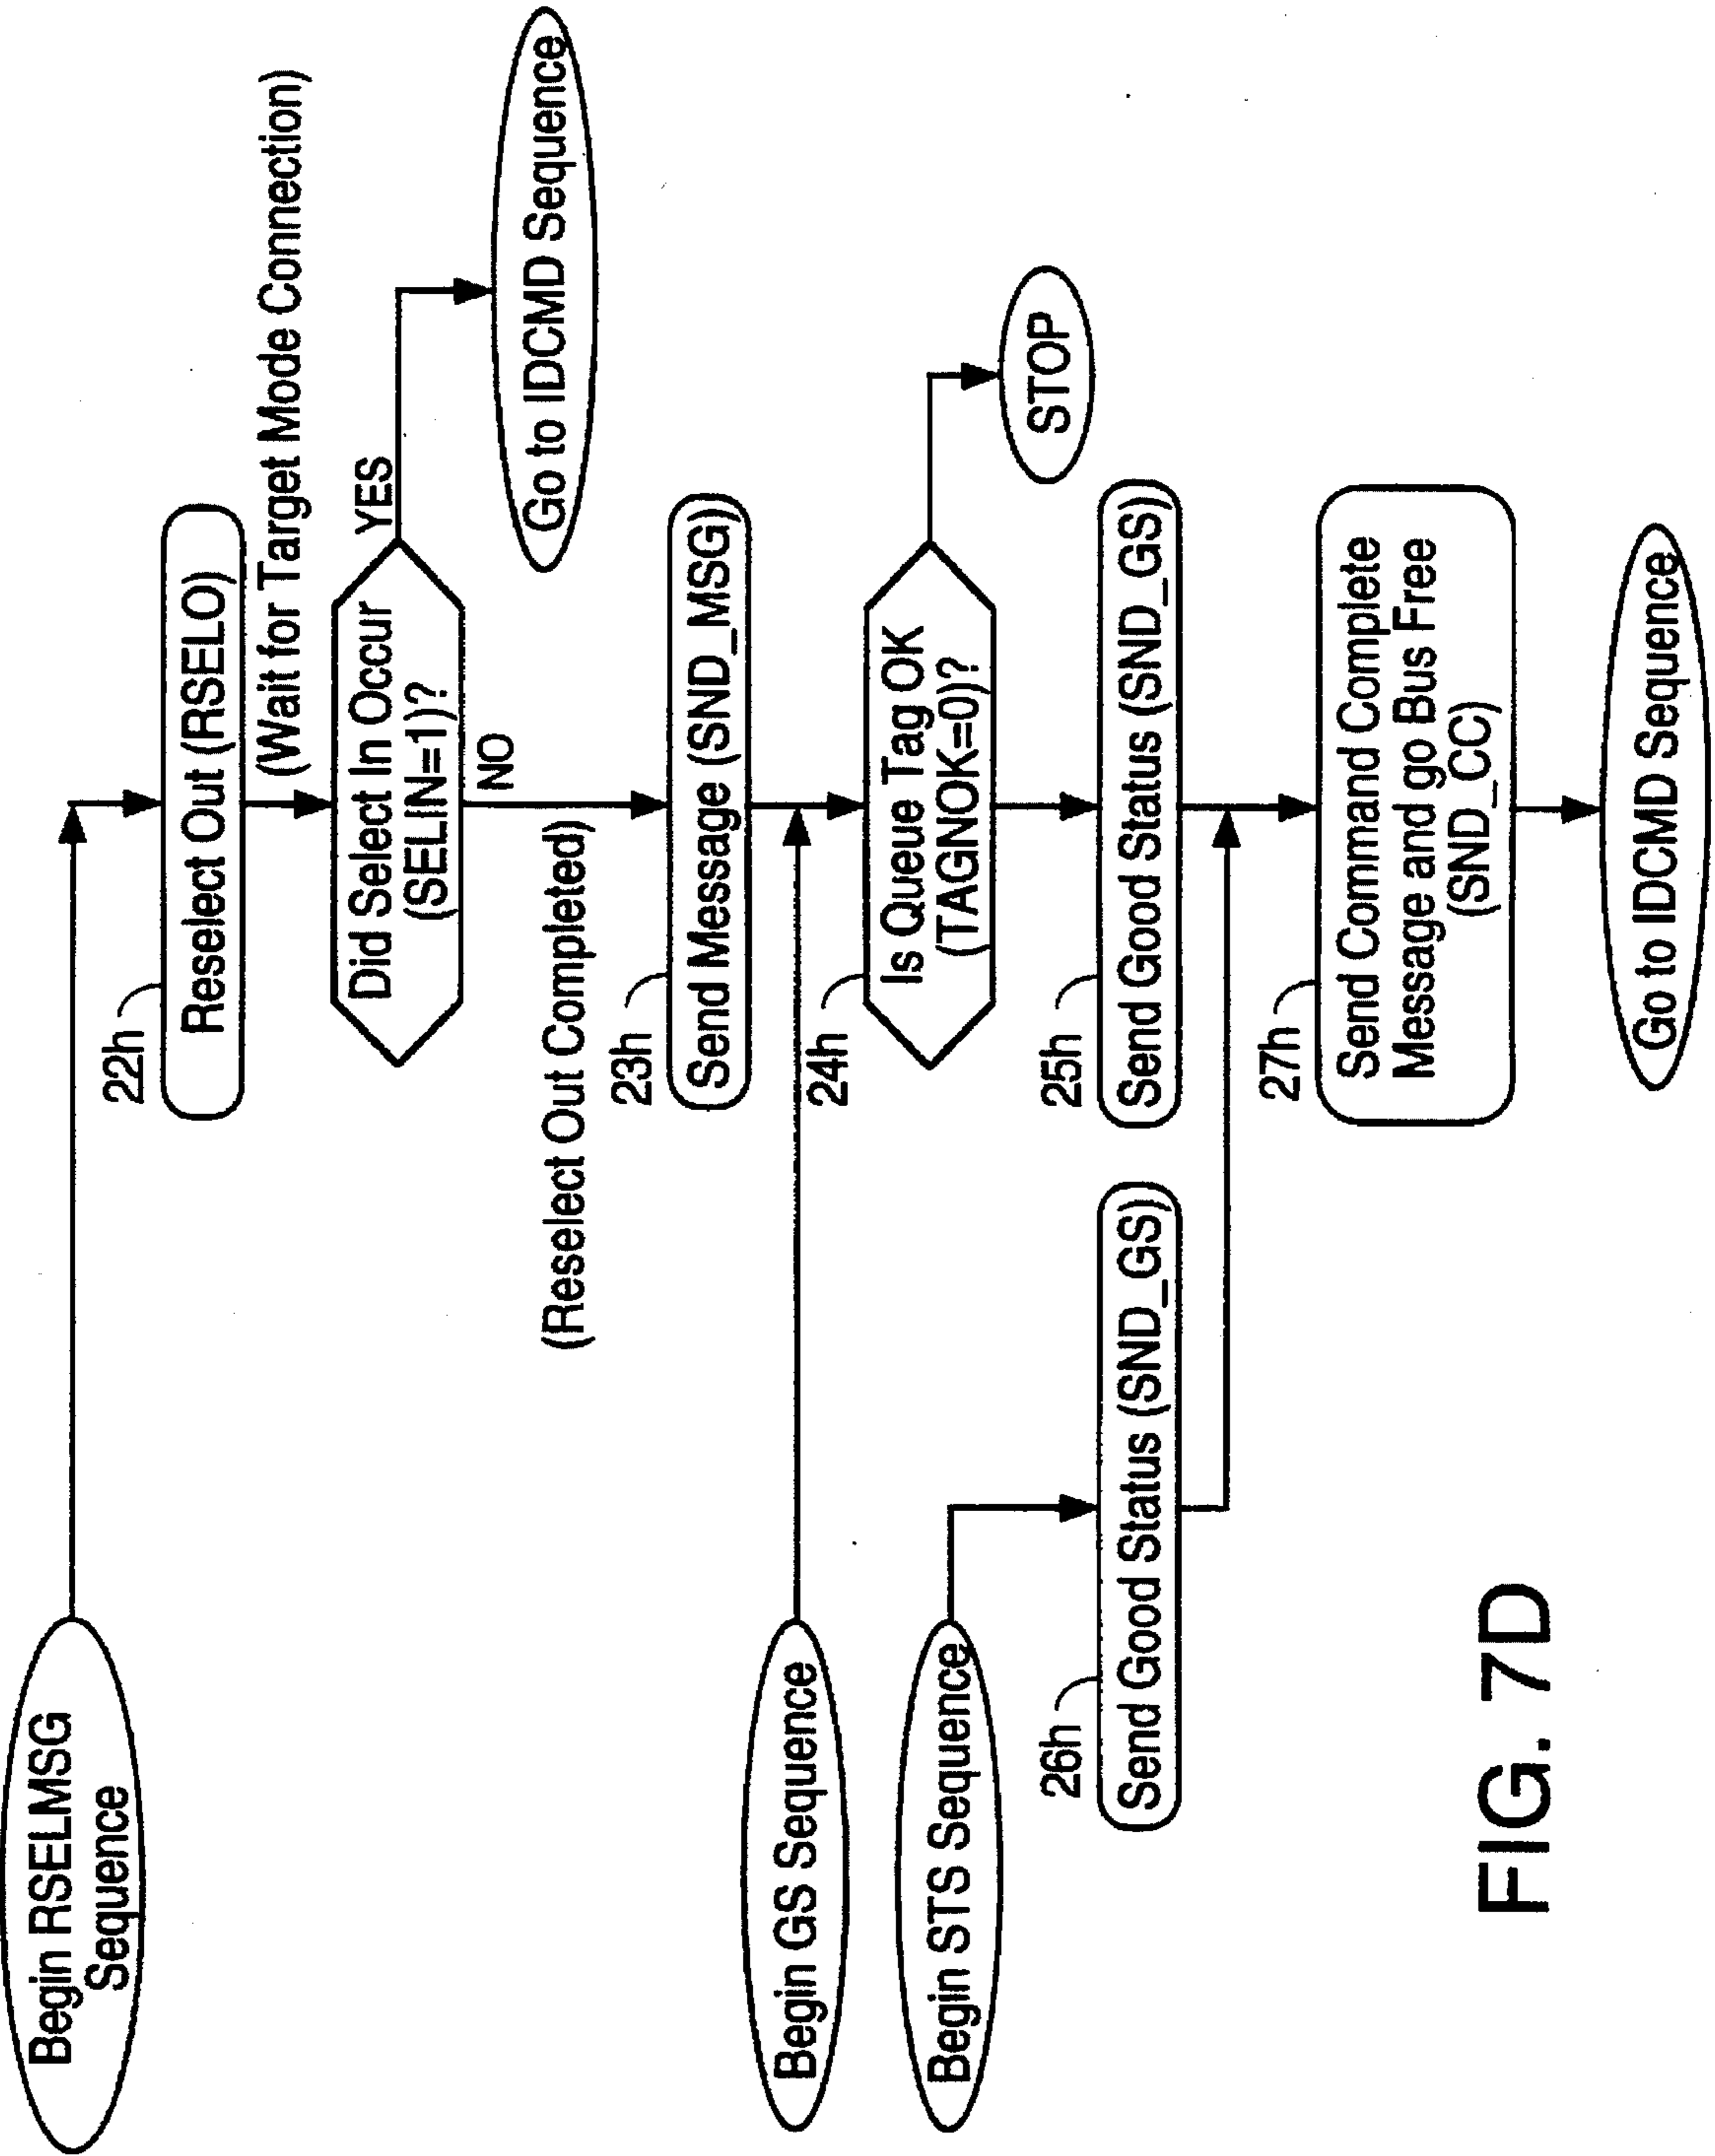 Begin RSELMSG
Sequence
22h
Reselect Out (RSELO)
(Wait for Target Mode Connection)
Did Select In Occur
(SELIN=1)?
YES
Go to IDCMD Sequence
NO
(Reselect Out Completed)
23h
Send Message (SND_MSG)
Begin GS Sequence
24h
Is Queue Tag OK
(TAGNOK=0)?
STOP
Begin STS Sequence
26h
Send Good Status (SND_GS)
25h
Send Good Status (SND_GS)
27h
Send Command Complete
Message and go Bus Free
(SND_CC)
Go to IDCMD Sequence
FIG. 7D